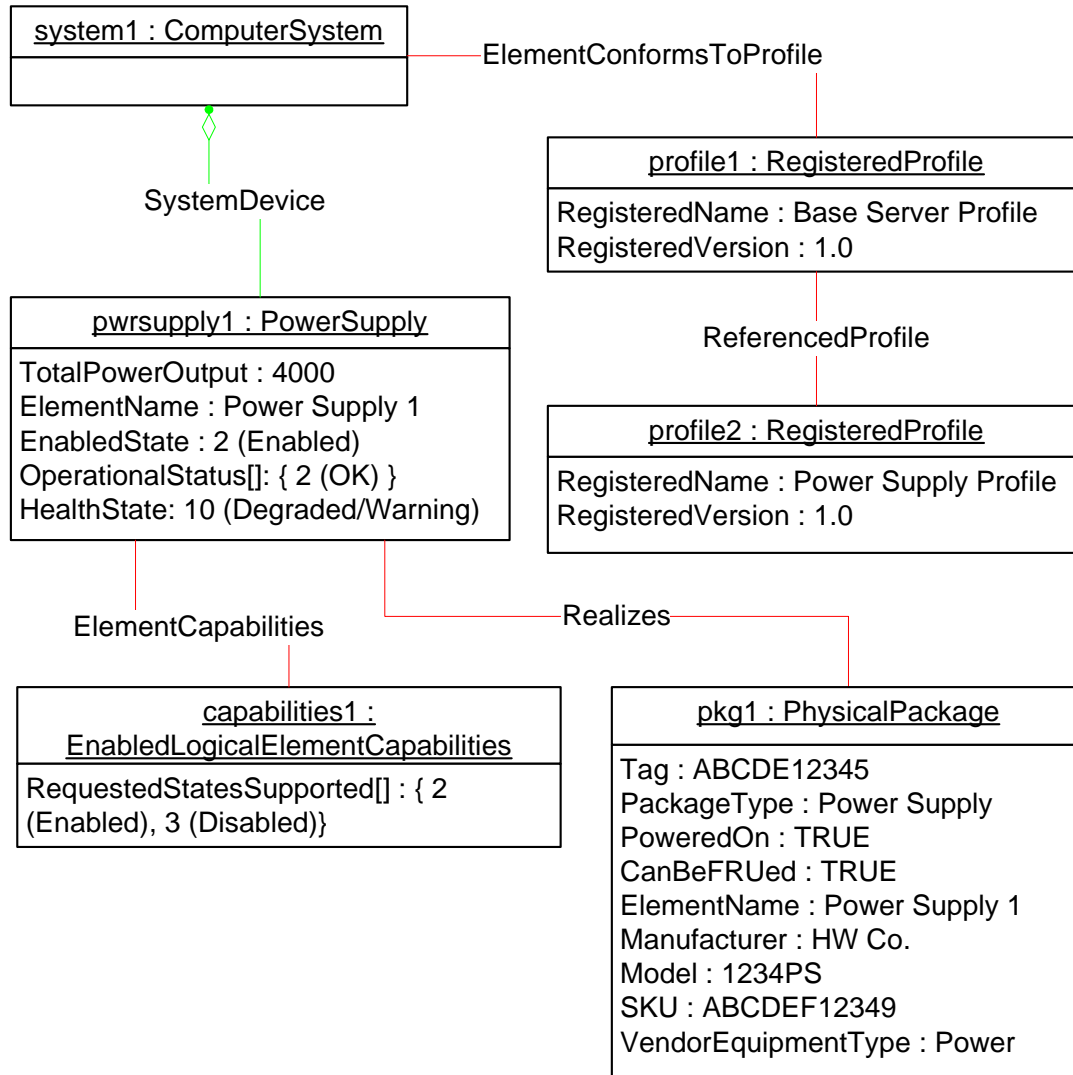 system1 : ComputerSystem
ElementConformsToProfile
profile1 : RegisteredProfile
RegisteredName : Base Server Profile
RegisteredVersion : 1.0
SystemDevice
pwrsupply1 : PowerSupply
TotalPowerOutput : 4000
ElementName : Power Supply 1
EnabledState : 2 (Enabled)
OperationalStatus[]: { 2 (OK) }
HealthState: 10 (Degraded/Warning)
ReferencedProfile
profile2 : RegisteredProfile
RegisteredName : Power Supply Profile
RegisteredVersion : 1.0
ElementCapabilities
Realizes
capabilities1 :
EnabledLogicalElementCapabilities
RequestedStatesSupported[] : { 2
(Enabled), 3 (Disabled)}
pkg1 : PhysicalPackage
Tag : ABCDE12345
PackageType : Power Supply
PoweredOn : TRUE
CanBeFRUed : TRUE
ElementName : Power Supply 1
Manufacturer : HW Co.
Model : 1234PS
SKU : ABCDEF12349
VendorEquipmentType : Power